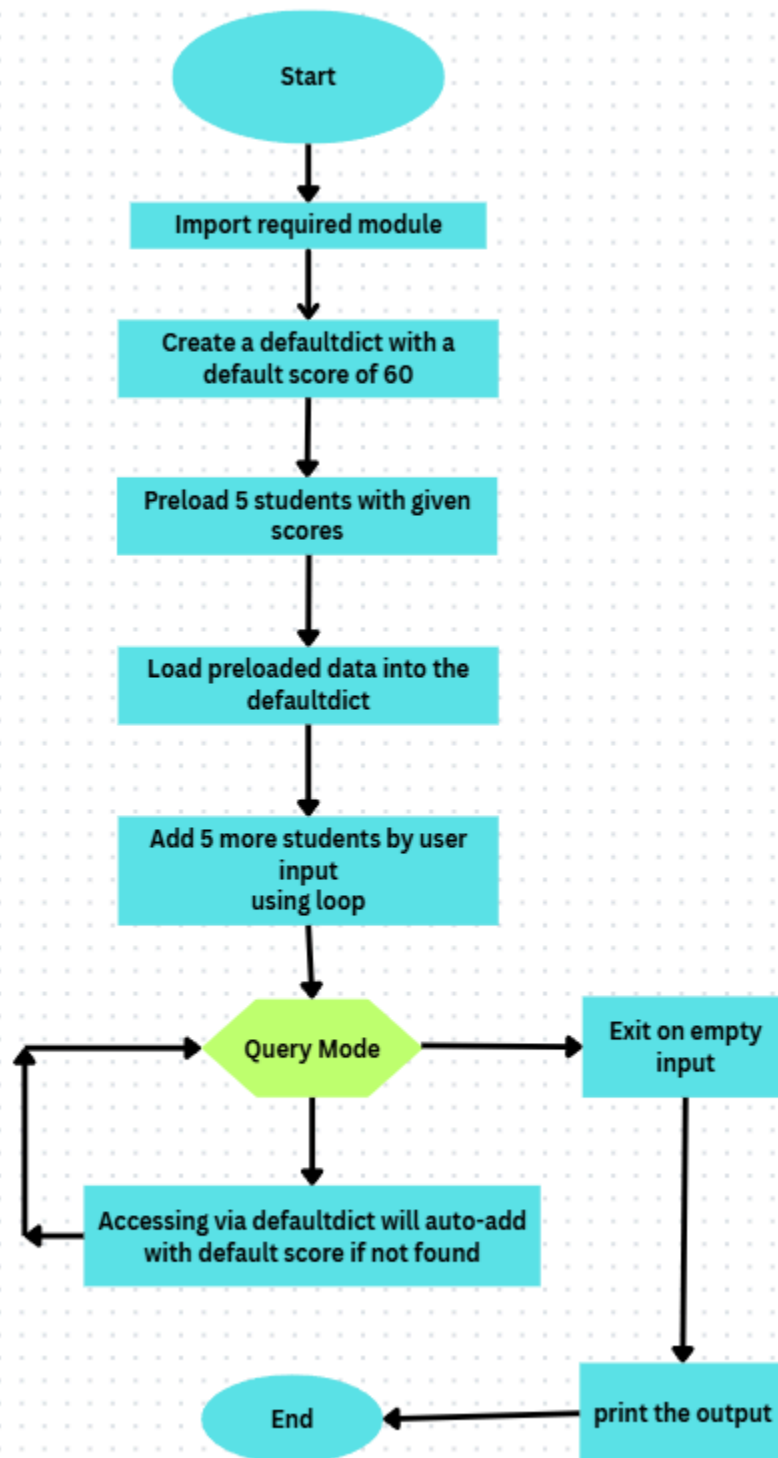 Start
Import required module
Create a defaultdict with a
default score of 60
Preload 5 students with given
scores
Load preloaded data into the
defaultdict
Add 5 more students by user
input
using loop
Query Mode
Exit on empty
input
Accessing via defaultdict will auto-add
with default score if not found
print the output
End